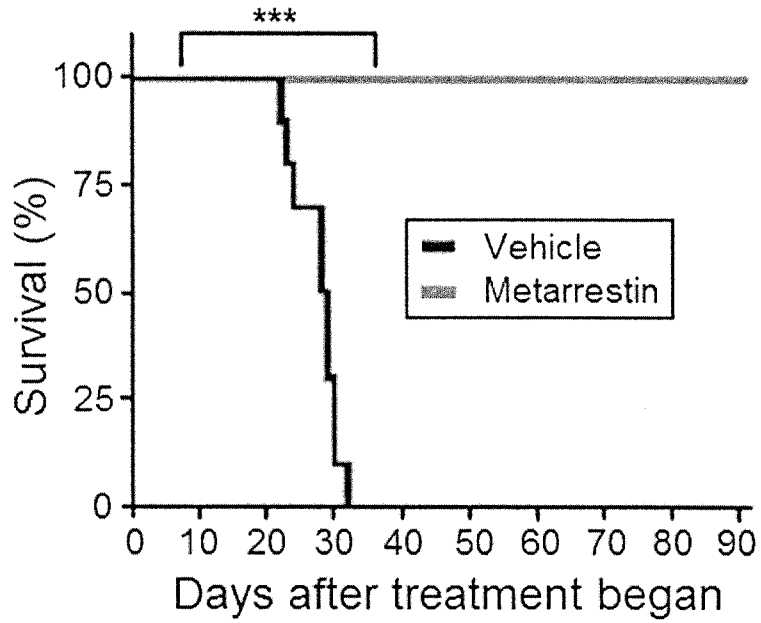 ***
100
75
50
25
0
Survival (%)
Vehicle
Metarrestin
0 10 20 30 40 50 60 70 80 90
Days after treatment began